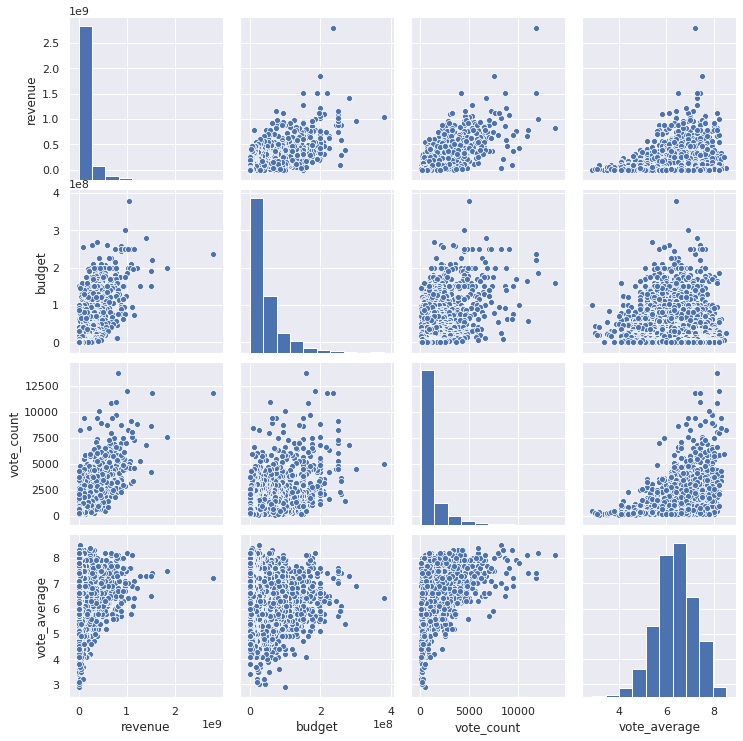 1e9
2.5
2.0
1.5
1.0
0.5
0.0
revenue
1e8
4
3
2
1
0
budget
12500
10000
7500
5000
2500
0
vote_count
8
7
6
5
4
3
vote_average
0 1 2
1e9
revenue
0 2 4
1e8
budget
0 5000 10000
vote_count
4 6 8
vote_average